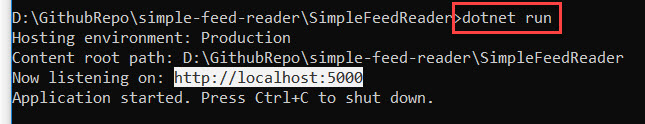 D:\GithubRepo\simple-feed-reader\SimpleFeedReader>dotnet run
Hosting environment: Production
Content root path: D:\GithubRepo\simple-feed-reader\SimpleFeedReader
Now listening on: http://localhost:5000
Application started. Press Ctrl+C to shut down.